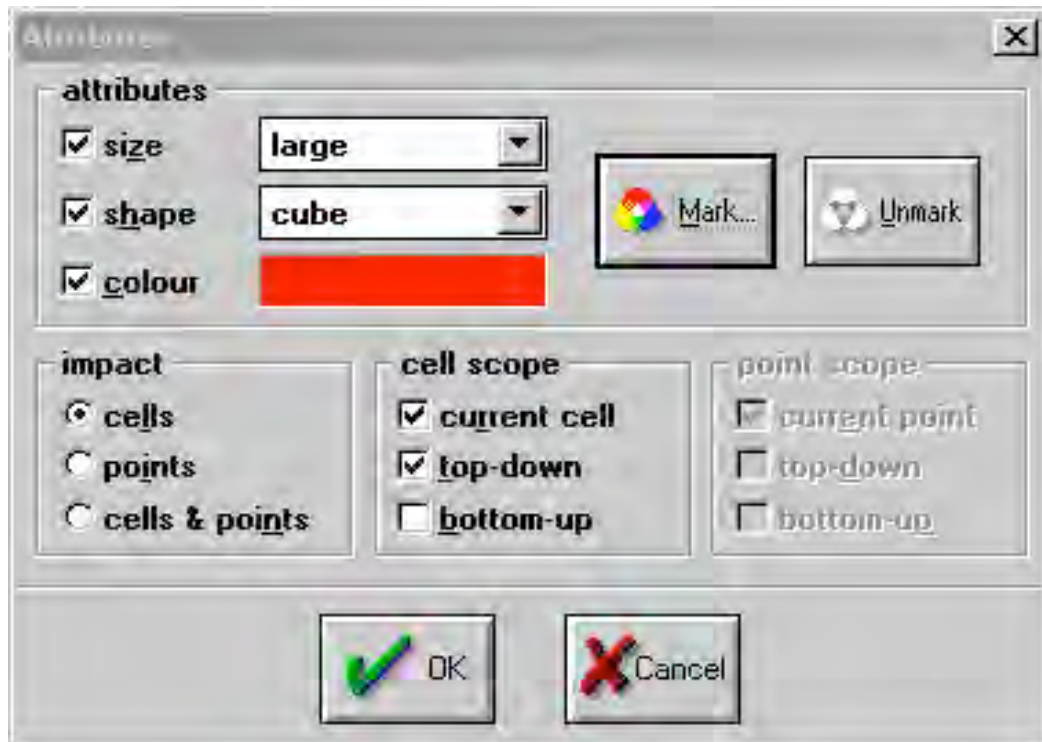 Attributes
attributes
size
large
shape
cube
colour
Mark...
Unmark
impact
cells
points
cells & points
cell scope
current cell
top-down
bottom-up
point scope
current point
top-down
bottom-up
OK
Cancel